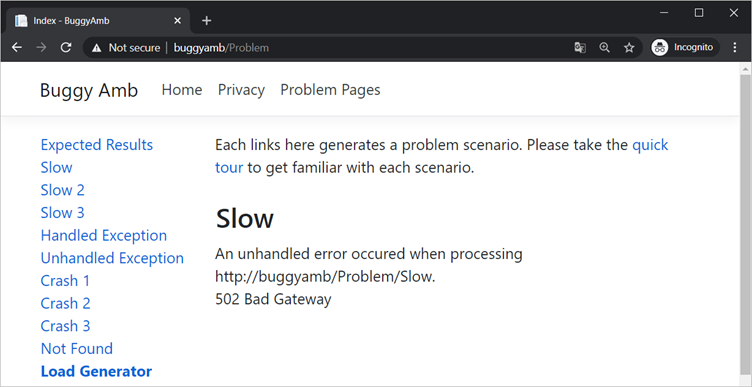 Index - BuggyAmb
Not secure | buggyamb/Problem
Incognito
Buggy Amb Home Privacy Problem Pages
Expected Results
Slow
Slow 2
Slow 3
Handled Exception
Unhandled Exception
Crash 1
Crash 2
Crash 3
Not Found
Load Generator
Each links here generates a problem scenario. Please take the quick
tour to get familiar with each scenario.
Slow
An unhandled error occured when processing
http://buggyamb/Problem/Slow.
502 Bad Gateway